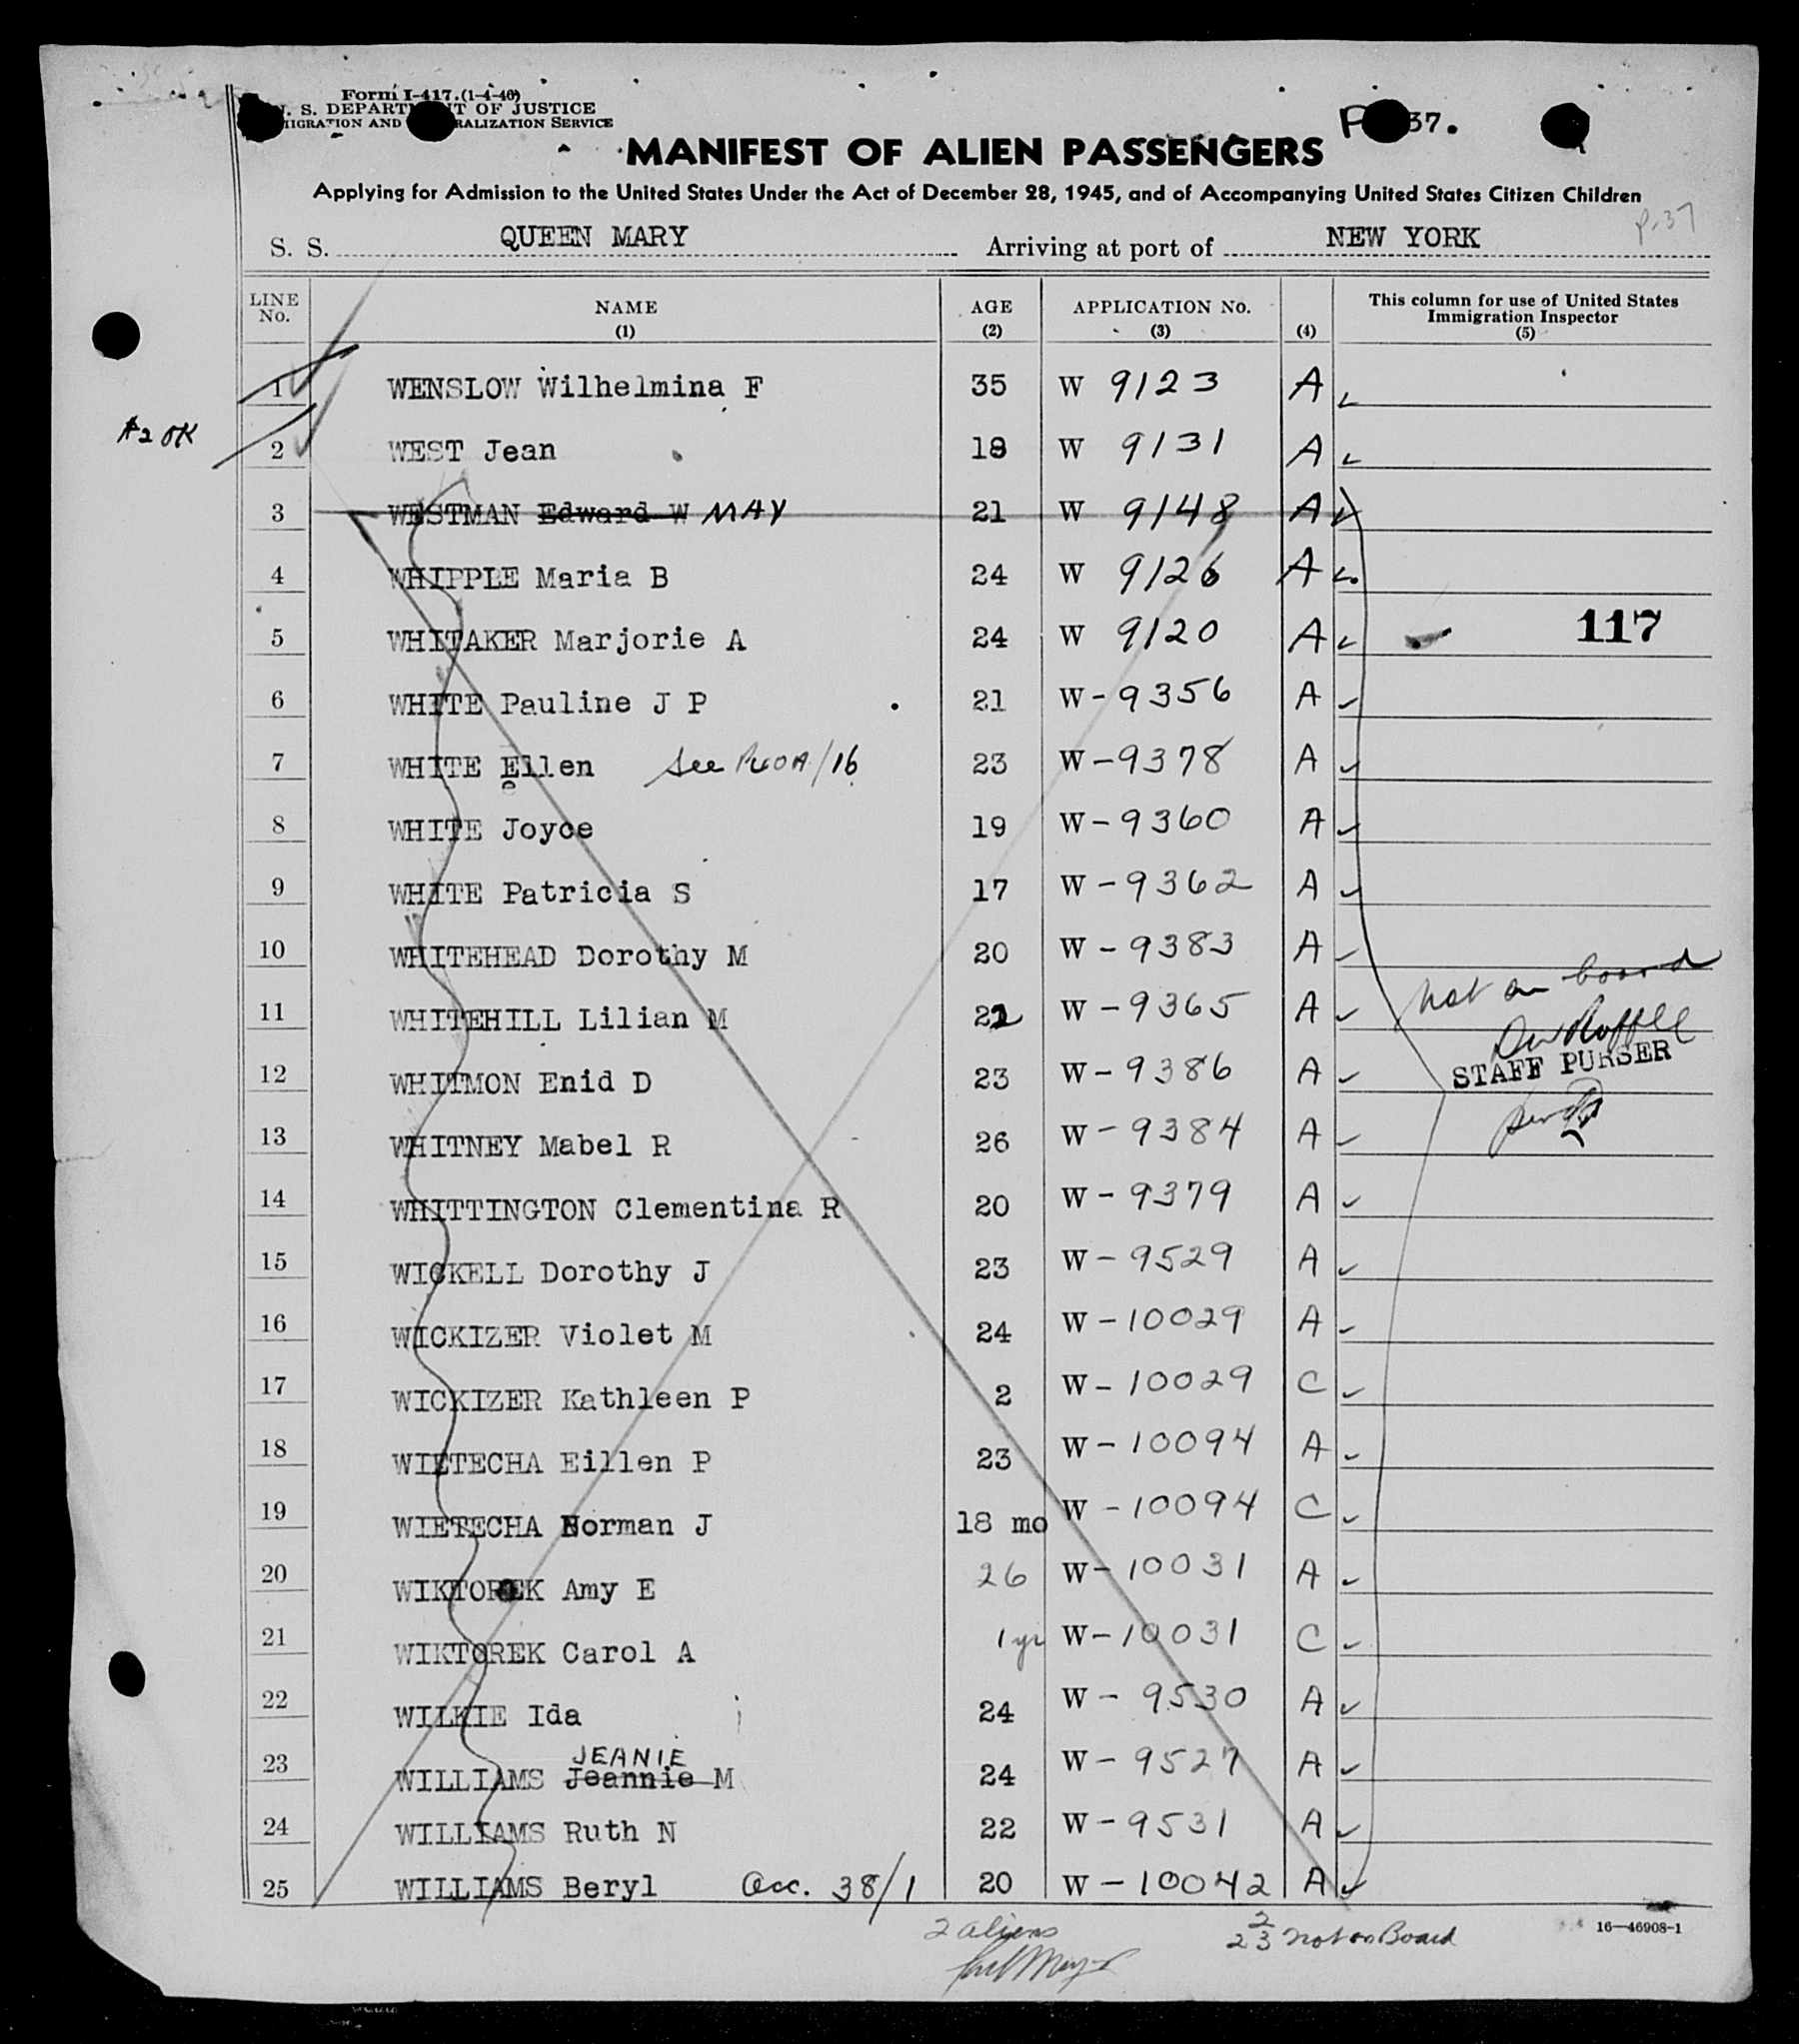 Form I-417. (1-4-46)
U. S. DEPARTMENT OF JUSTICE
IMMIGRATION AND NATURALIZATION SERVICE
P 37.
MANIFEST OF ALIEN PASSENGERS
Applying for Admission to the United States Under the Act of December 28, 1945, and of Accompanying United States Citizen Children
P.37
S. S. QUEEN MARY Arriving at port of NEW YORK
LINE No. NAME (1) AGE (2) APPLICATION No. (3) (4) This column for use of United States Immigration Inspector (5)
1 WENSLOW Wilhelmina F 35 W 9123 A
#2 OK
2 WEST Jean 18 W 9131 A
3 WESTMAN Edward W MAY 21 W 9148 A
4 WHIPPLE Maria B 24 W 9126 A
5 WHITAKER Marjorie A 24 W 9120 A 117
6 WHITE Pauline J P 21 W - 9356 A
7 WHITE Ellen See 16 23 W - 9378 A
8 WHITE Joyce 19 W - 9360 A
9 WHITE Patricia S 17 W - 9362 A
10 WHITEHEAD Dorothy M 20 W - 9383 A
not on board
11 WHITEHILL Lilian M 22 W - 9365 A
STAFF PURSER
12 WHITMON Enid D 23 W - 9386 A
13 WHITNEY Mabel R 26 W - 9384 A
14 WHITTINGTON Clementina R 20 W - 9379 A
15 WICKELL Dorothy J 23 W - 9529 A
16 WICKIZER Violet M 24 W - 10029 A
17 WICKIZER Kathleen P 2 W - 10029 C
18 WIETECHA Eillen P 23 W - 10094 A
19 WIETECHA Norman J 18 mo W - 10094 C
20 WIKTOREK Amy E 26 W - 10031 A
21 WIKTOREK Carol A 1 yr W - 10031 C
22 WILKIE Ida 24 W - 9530 A
JEANIE
23 WILLIAMS Jeannie M 24 W - 9527 A
24 WILLIAMS Ruth N 22 W - 9531 A
25 WILLIAMS Beryl acc. 38/1 20 W - 10042 A
2 aliens
2
23 not on Board
16—46908-1